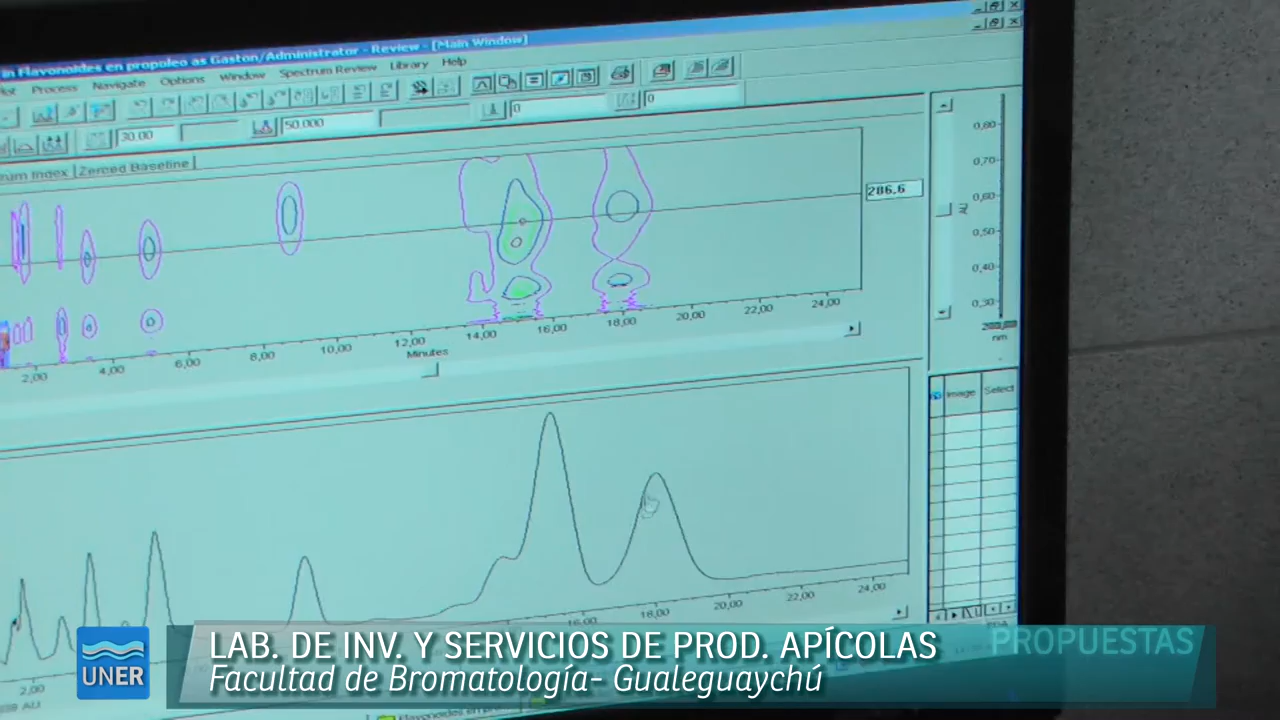 in Flavonoides en propoleo as Gaston/Administrator - Review - [Main Window]
Process Navigate Options Window Spectrum Review Library Help
30.00 50.000 0 0
Index Zeroed Baseline
286.6
0,80
0,70
0,60
AU
0,50
0,40
0,30
nm
2,00 4,00 6,00 8,00 10,00 12,00 14,00 16,00 18,00 20,00 22,00 24,00
Minutes
Image Select
2,00 16,00 18,00 20,00 22,00 24,00
AU
Flavonoides en
UNER
LAB. DE INV. Y SERVICIOS DE PROD. APÍCOLAS
Facultad de Bromatología- Gualeguaychú
PROPUESTAS